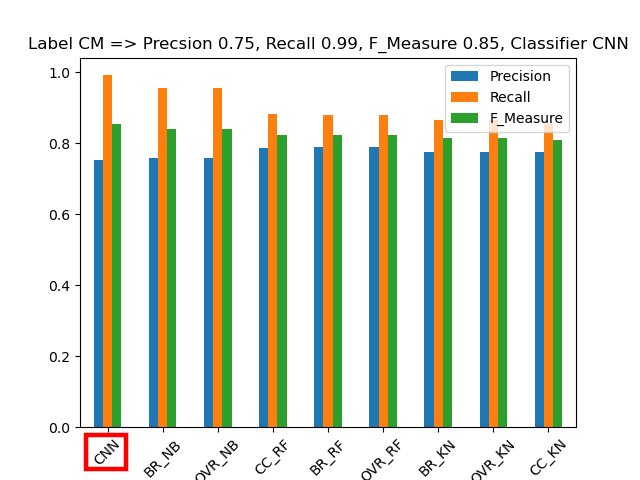 Label CM => Precsion 0.75, Recall 0.99, F_Measure 0.85, Classifier CNN
Precision
Recall
F_Measure
1.0
0.8
0.6
0.4
0.2
0.0
CNN
BR_NB
OVR_NB
CC_RF
BR_RF
OVR_RF
BR_KN
OVR_KN
CC_KN